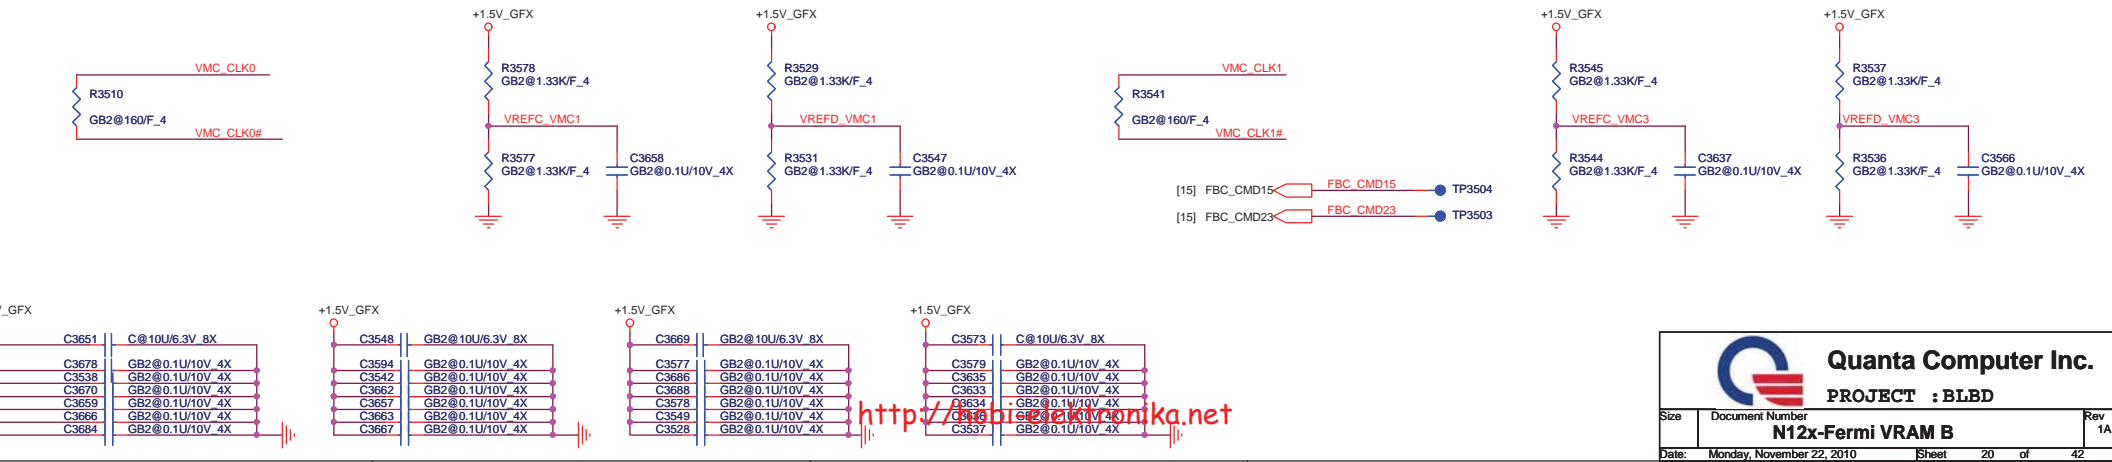 +1.5V_GFX
+1.5V_GFX
+1.5V_GFX
+1.5V_GFX
VMC_CLK0
R3510
GB2@160/F_4
VMC_CLK0#
R3578
GB2@1.33K/F_4
VREFC_VMC1
R3577
GB2@1.33K/F_4
C3658
GB2@0.1U/10V_4X
R3529
GB2@1.33K/F_4
VREFD_VMC1
R3531
GB2@1.33K/F_4
C3547
GB2@0.1U/10V_4X
VMC_CLK1
R3541
GB2@160/F_4
VMC_CLK1#
[15] FBC_CMD15 FBC_CMD15 TP3504
[15] FBC_CMD23 FBC_CMD23 TP3503
R3545
GB2@1.33K/F_4
VREFC_VMC3
R3544
GB2@1.33K/F_4
C3637
GB2@0.1U/10V_4X
R3537
GB2@1.33K/F_4
VREFD_VMC3
R3536
GB2@1.33K/F_4
C3566
GB2@0.1U/10V_4X
_GFX
C3651 C@10U/6.3V_8X
C3678 GB2@0.1U/10V_4X
C3538 GB2@0.1U/10V_4X
C3670 GB2@0.1U/10V_4X
C3659 GB2@0.1U/10V_4X
C3666 GB2@0.1U/10V_4X
C3684 GB2@0.1U/10V_4X
+1.5V_GFX
C3548 GB2@10U/6.3V_8X
C3594 GB2@0.1U/10V_4X
C3542 GB2@0.1U/10V_4X
C3662 GB2@0.1U/10V_4X
C3657 GB2@0.1U/10V_4X
C3663 GB2@0.1U/10V_4X
C3667 GB2@0.1U/10V_4X
+1.5V_GFX
C3669 GB2@10U/6.3V_8X
C3577 GB2@0.1U/10V_4X
C3686 GB2@0.1U/10V_4X
C3688 GB2@0.1U/10V_4X
C3578 GB2@0.1U/10V_4X
C3549 GB2@0.1U/10V_4X
C3528 GB2@0.1U/10V_4X
+1.5V_GFX
C3573 C@10U/6.3V_8X
C3579 GB2@0.1U/10V_4X
C3635 GB2@0.1U/10V_4X
C3633 GB2@0.1U/10V_4X
C3634 GB2@0.1U/10V_4X
C3636 GB2@0.1U/10V_4X
C3537 GB2@0.1U/10V_4X
http://hobi-elektronika.net
Quanta Computer Inc.
PROJECT : BLBD
Size Document Number Rev
N12x-Fermi VRAM B 1A
Date: Monday, November 22, 2010 Sheet 20 of 42